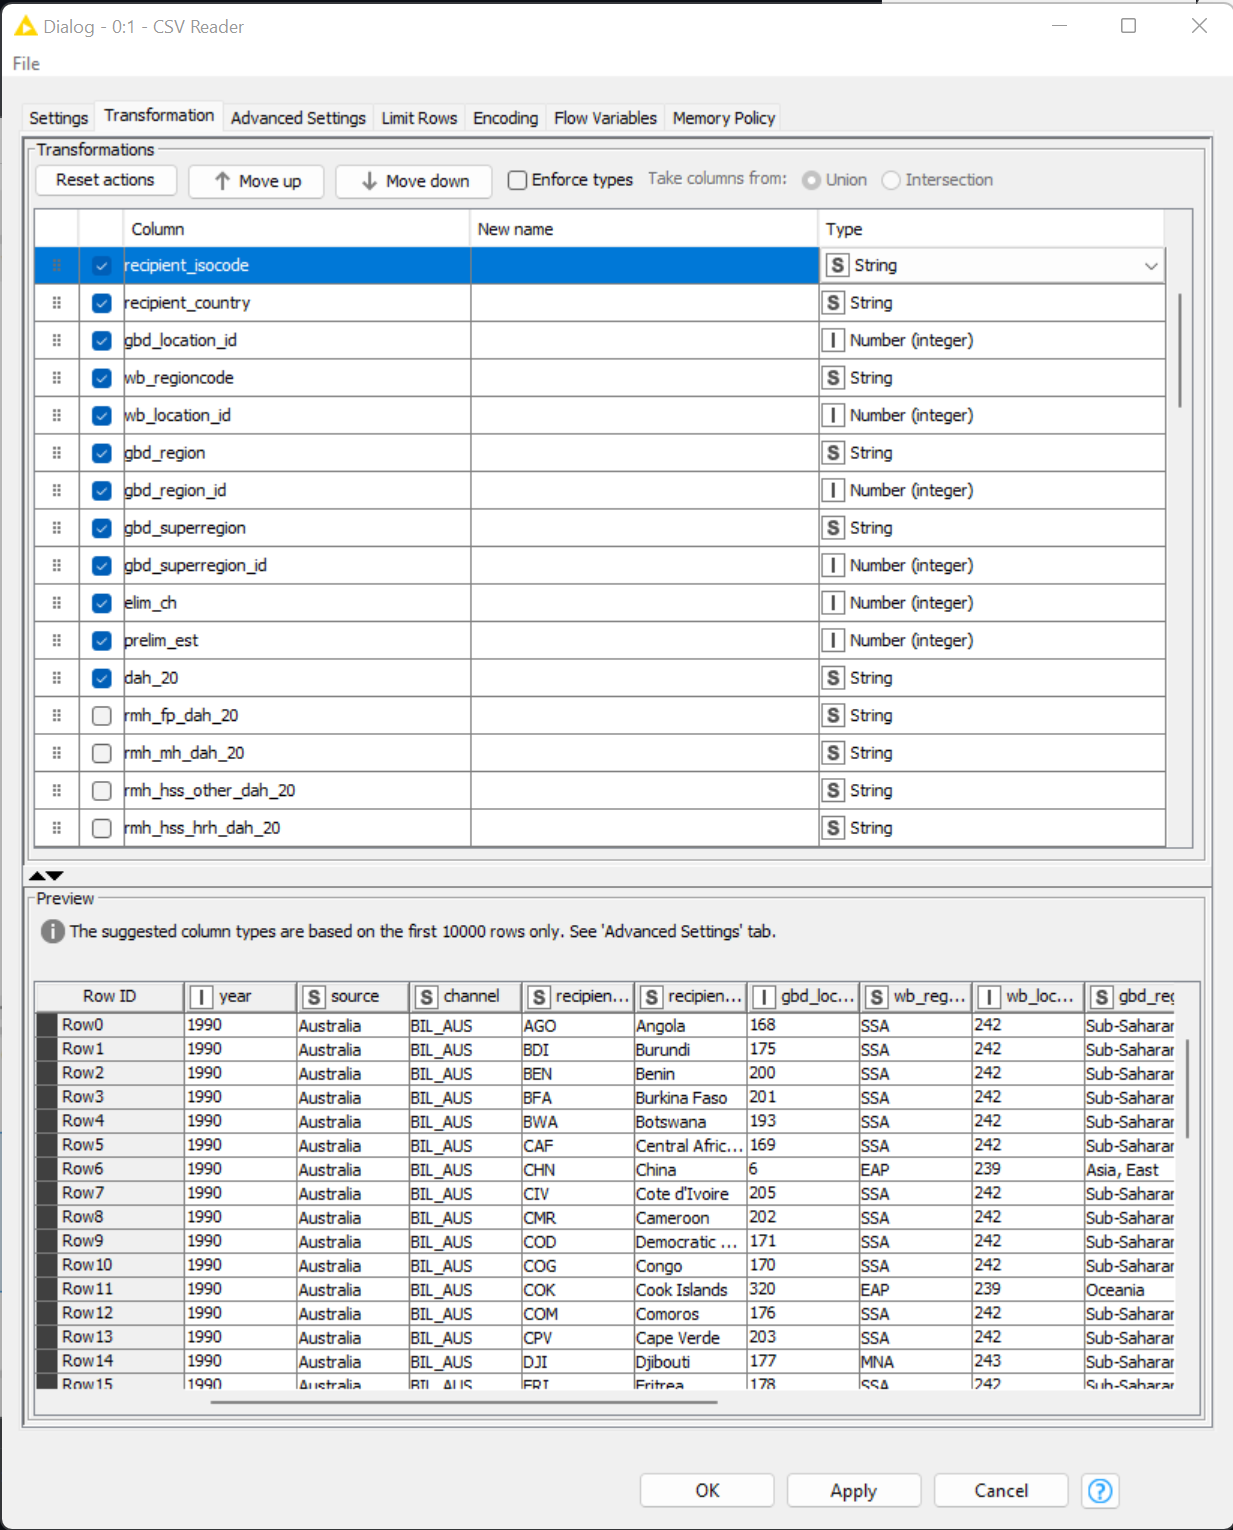 Dialog - 0:1 - CSV Reader
File
Settings Transformation Advanced Settings Limit Rows Encoding Flow Variables Memory Policy
Transformations
Reset actions Move up Move down Enforce types Take columns from: Union Intersection
Column New name Type
recipient_isocode S String
recipient_country S String
gbd_location_id I Number (integer)
wb_regioncode S String
wb_location_id I Number (integer)
gbd_region S String
gbd_region_id I Number (integer)
gbd_superregion S String
gbd_superregion_id I Number (integer)
elim_ch I Number (integer)
prelim_est I Number (integer)
dah_20 S String
rmh_fp_dah_20 S String
rmh_mh_dah_20 S String
rmh_hss_other_dah_20 S String
rmh_hss_hrh_dah_20 S String
Preview
The suggested column types are based on the first 10000 rows only. See 'Advanced Settings' tab.
Row ID I year S source S channel S recipien... S recipien... I gbd_loc... S wb_reg... I wb_loc... S gbd_reg
Row0 1990 Australia BIL_AUS AGO Angola 168 SSA 242 Sub-Saharan
Row1 1990 Australia BIL_AUS BDI Burundi 175 SSA 242 Sub-Saharan
Row2 1990 Australia BIL_AUS BEN Benin 200 SSA 242 Sub-Saharan
Row3 1990 Australia BIL_AUS BFA Burkina Faso 201 SSA 242 Sub-Saharan
Row4 1990 Australia BIL_AUS BWA Botswana 193 SSA 242 Sub-Saharan
Row5 1990 Australia BIL_AUS CAF Central Afric... 169 SSA 242 Sub-Saharan
Row6 1990 Australia BIL_AUS CHN China 6 EAP 239 Asia, East
Row7 1990 Australia BIL_AUS CIV Cote d'Ivoire 205 SSA 242 Sub-Saharan
Row8 1990 Australia BIL_AUS CMR Cameroon 202 SSA 242 Sub-Saharan
Row9 1990 Australia BIL_AUS COD Democratic ... 171 SSA 242 Sub-Saharan
Row10 1990 Australia BIL_AUS COG Congo 170 SSA 242 Sub-Saharan
Row11 1990 Australia BIL_AUS COK Cook Islands 320 EAP 239 Oceania
Row12 1990 Australia BIL_AUS COM Comoros 176 SSA 242 Sub-Saharan
Row13 1990 Australia BIL_AUS CPV Cape Verde 203 SSA 242 Sub-Saharan
Row14 1990 Australia BIL_AUS DJI Djibouti 177 MNA 243 Sub-Saharan
Row15 1990 Australia BIL_AUS ERI Eritrea 178 SSA 242 Sub-Saharan
OK Apply Cancel ?